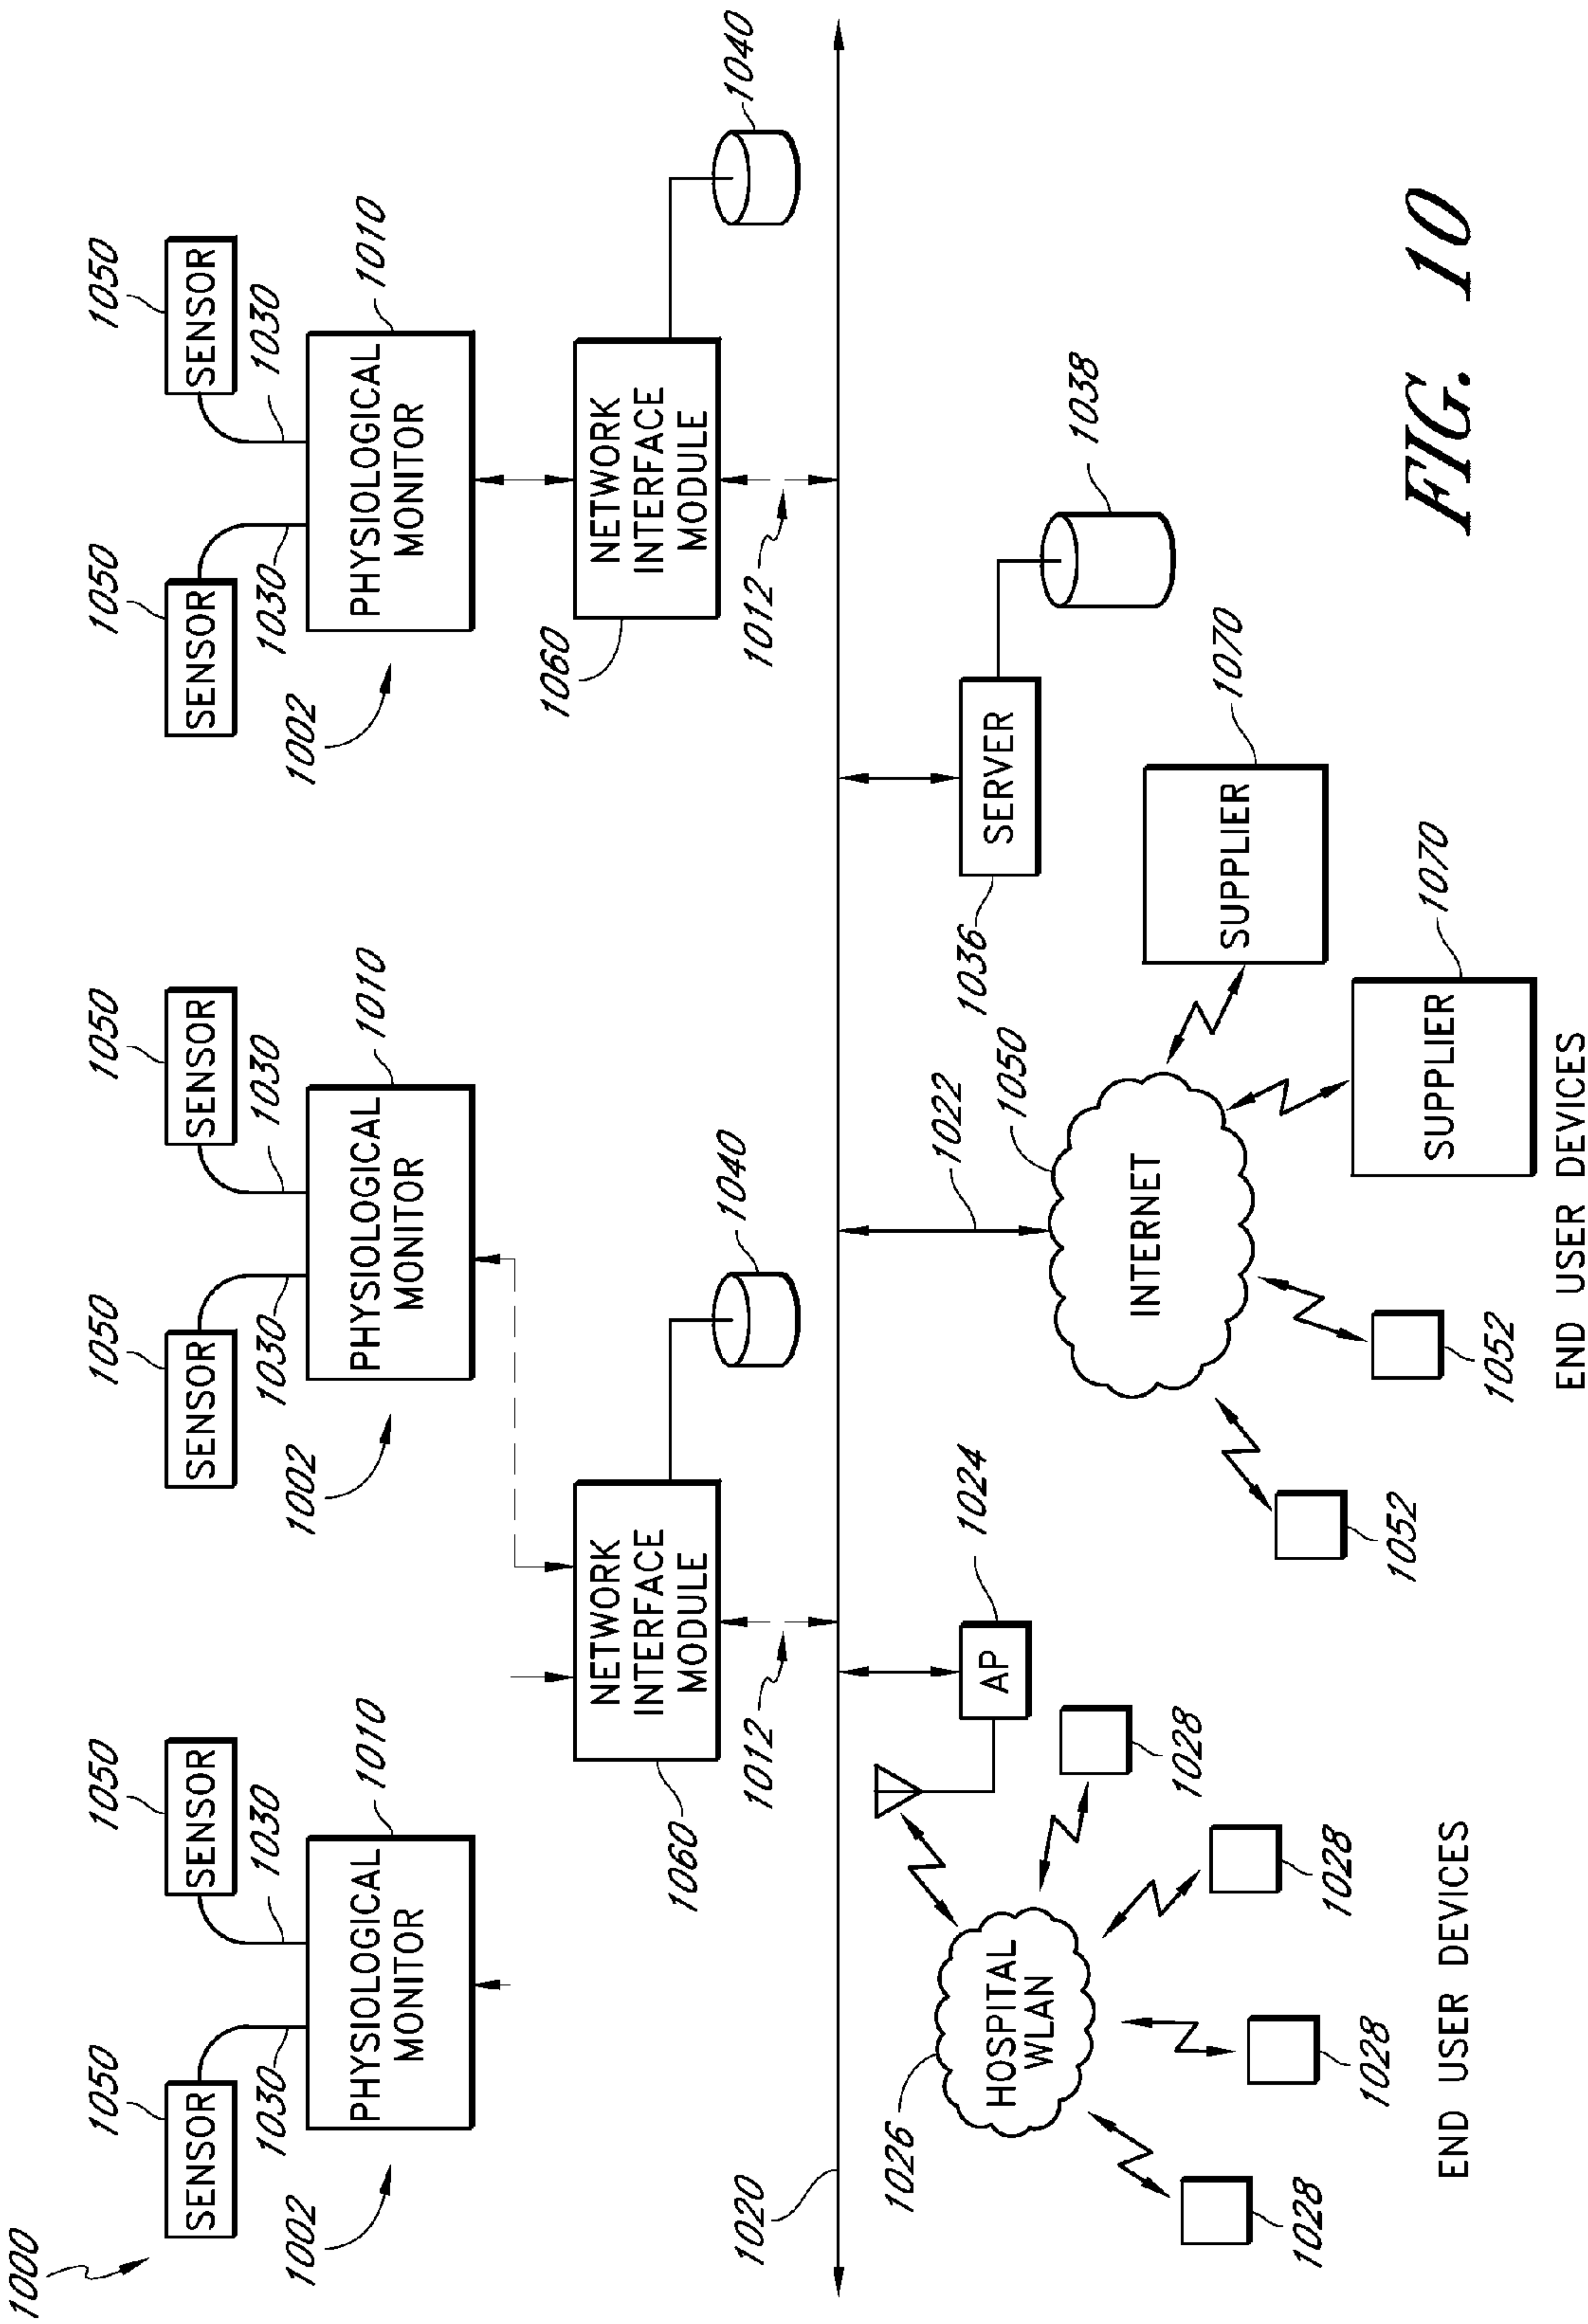 1000
1050
1050
1050
1050
1050
1050
SENSOR
SENSOR
SENSOR
SENSOR
SENSOR
SENSOR
1030
1030
1030
1030
1030
1030
1002
1010
1002
1010
1002
1010
PHYSIOLOGICAL
MONITOR
PHYSIOLOGICAL
MONITOR
PHYSIOLOGICAL
MONITOR
1060
NETWORK
INTERFACE
MODULE
1040
1060
NETWORK
INTERFACE
MODULE
1040
1012
1012
1020
1026
HOSPITAL
WLAN
AP
1024
1028
1028
1028
1028
END USER DEVICES
1022
1050
INTERNET
1052
1052
1036
SERVER
1038
SUPPLIER
1070
SUPPLIER
1070
END USER DEVICES
FIG. 10